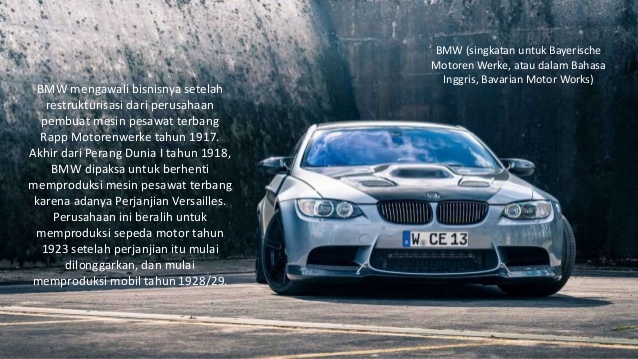 BMW mengawali bisnisnya setelah
restrukturisasi dari perusahaan
pembuat mesin pesawat terbang
Rapp Motorenwerke tahun 1917.
Akhir dari Perang Dunia I tahun 1918,
BMW dipaksa untuk berhenti
memproduksi mesin pesawat terbang
karena adanya Perjanjian Versailles.
Perusahaan ini beralih untuk
memproduksi sepeda motor tahun
1923 setelah perjanjian itu mulai
dilonggarkan, dan mulai
memproduksi mobil tahun 1928/29.
BMW (singkatan untuk Bayerische
Motoren Werke, atau dalam Bahasa
Inggris, Bavarian Motor Works)
W CE 13